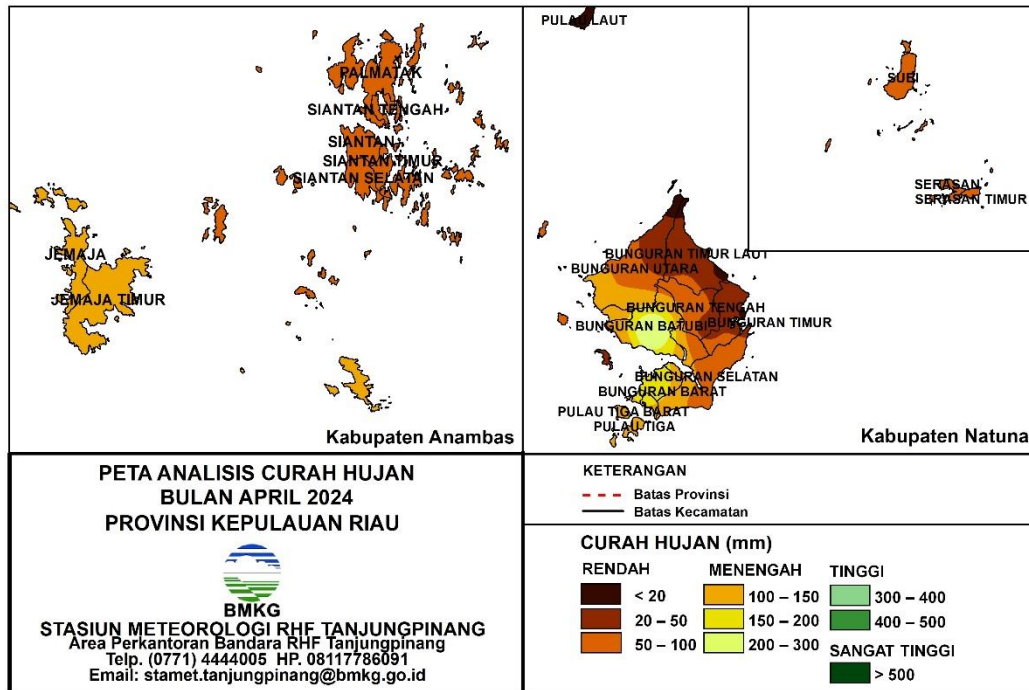 PALMATAK
SIANTAN TENGAH
SIANTAN
SIANTAN TIMUR
SIANTAN SELATAN
JEMAJA
JEMAJA TIMUR
Kabupaten Anambas
PULAU LAUT
SUBI
SERASAN
SERASAN TIMUR
BUNGURAN TIMUR LAUT
BUNGURAN UTARA
BUNGURAN TENGAH
BUNGURAN BATUBI
BUNGURAN TIMUR
BUNGURAN SELATAN
BUNGURAN BARAT
PULAU TIGA BARAT
PULAU TIGA
Kabupaten Natuna
PETA ANALISIS CURAH HUJAN
BULAN APRIL 2024
PROVINSI KEPULAUAN RIAU
BMKG
STASIUN METEOROLOGI RHF TANJUNGPINANG
Area Perkantoran Bandara RHF Tanjungpinang
Telp. (0771) 4444005 HP. 08117786091
Email: stamet.tanjungpinang@bmkg.go.id
KETERANGAN
Batas Provinsi
Batas Kecamatan
CURAH HUJAN (mm)
RENDAH
< 20
20 – 50
50 – 100
MENENGAH
100 – 150
150 – 200
200 – 300
TINGGI
300 – 400
400 – 500
SANGAT TINGGI
> 500